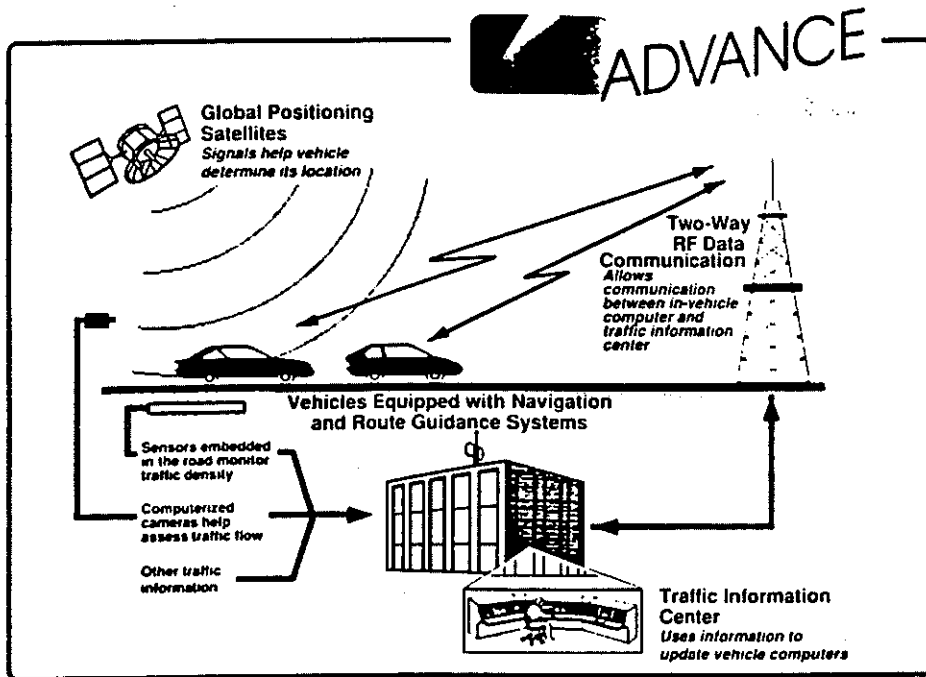 ADVANCE
Global Positioning
Satellites
Signals help vehicle
determine its location
Two-Way
RF Data
Communication
Allows
communication
between in-vehicle
computer and
traffic information
center
Vehicles Equipped with Navigation
and Route Guidance Systems
Sensors embedded
in the road monitor
traffic density
Computerized
cameras help
assess traffic flow
Other traffic
information
Traffic Information
Center
Uses information to
update vehicle computers